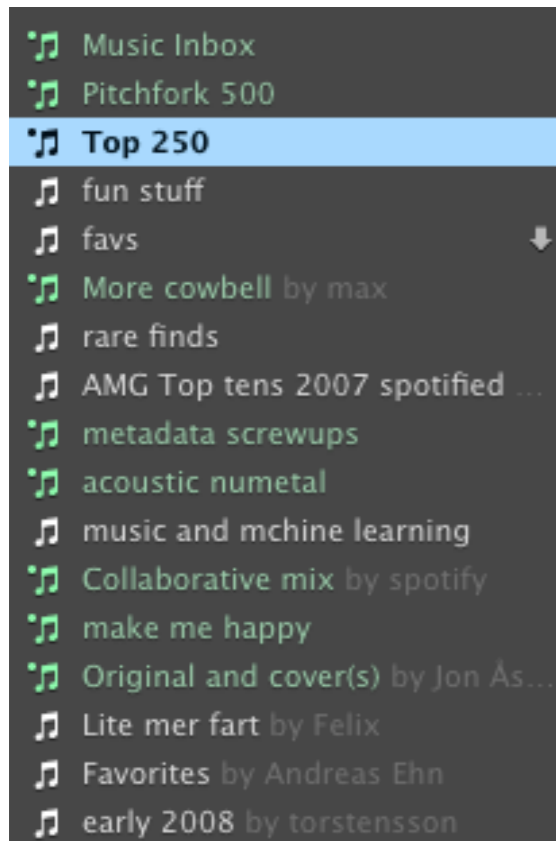 Music Inbox
Pitchfork 500
Top 250
fun stuff
favs
More cowbell by max
rare finds
AMG Top tens 2007 spotified ...
metadata screwups
acoustic numetal
music and mchine learning
Collaborative mix by spotify
make me happy
Original and cover(s) by Jon Ås...
Lite mer fart by Felix
Favorites by Andreas Ehn
early 2008 by torstensson